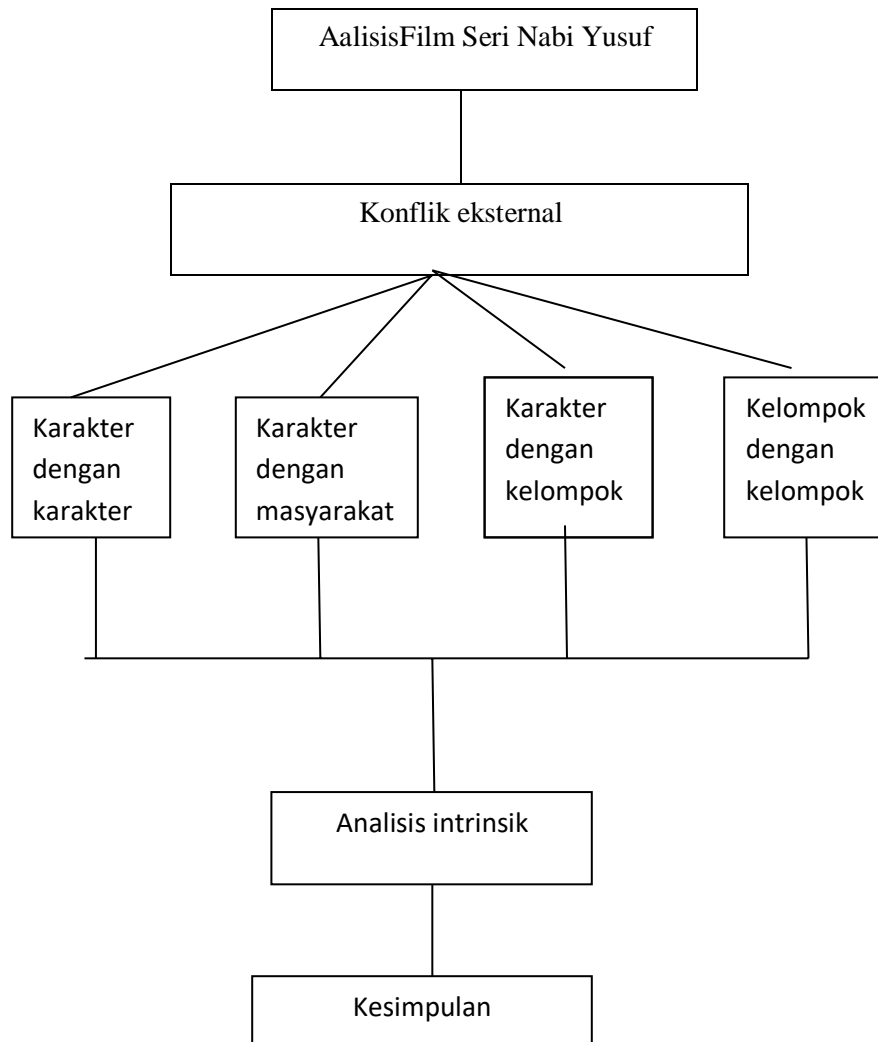 AalisisFilm Seri Nabi Yusuf
Konflik eksternal
Karakter
dengan
karakter
Karakter
dengan
masyarakat
Karakter
dengan
kelompok
Kelompok
dengan
kelompok
Analisis intrinsik
Kesimpulan